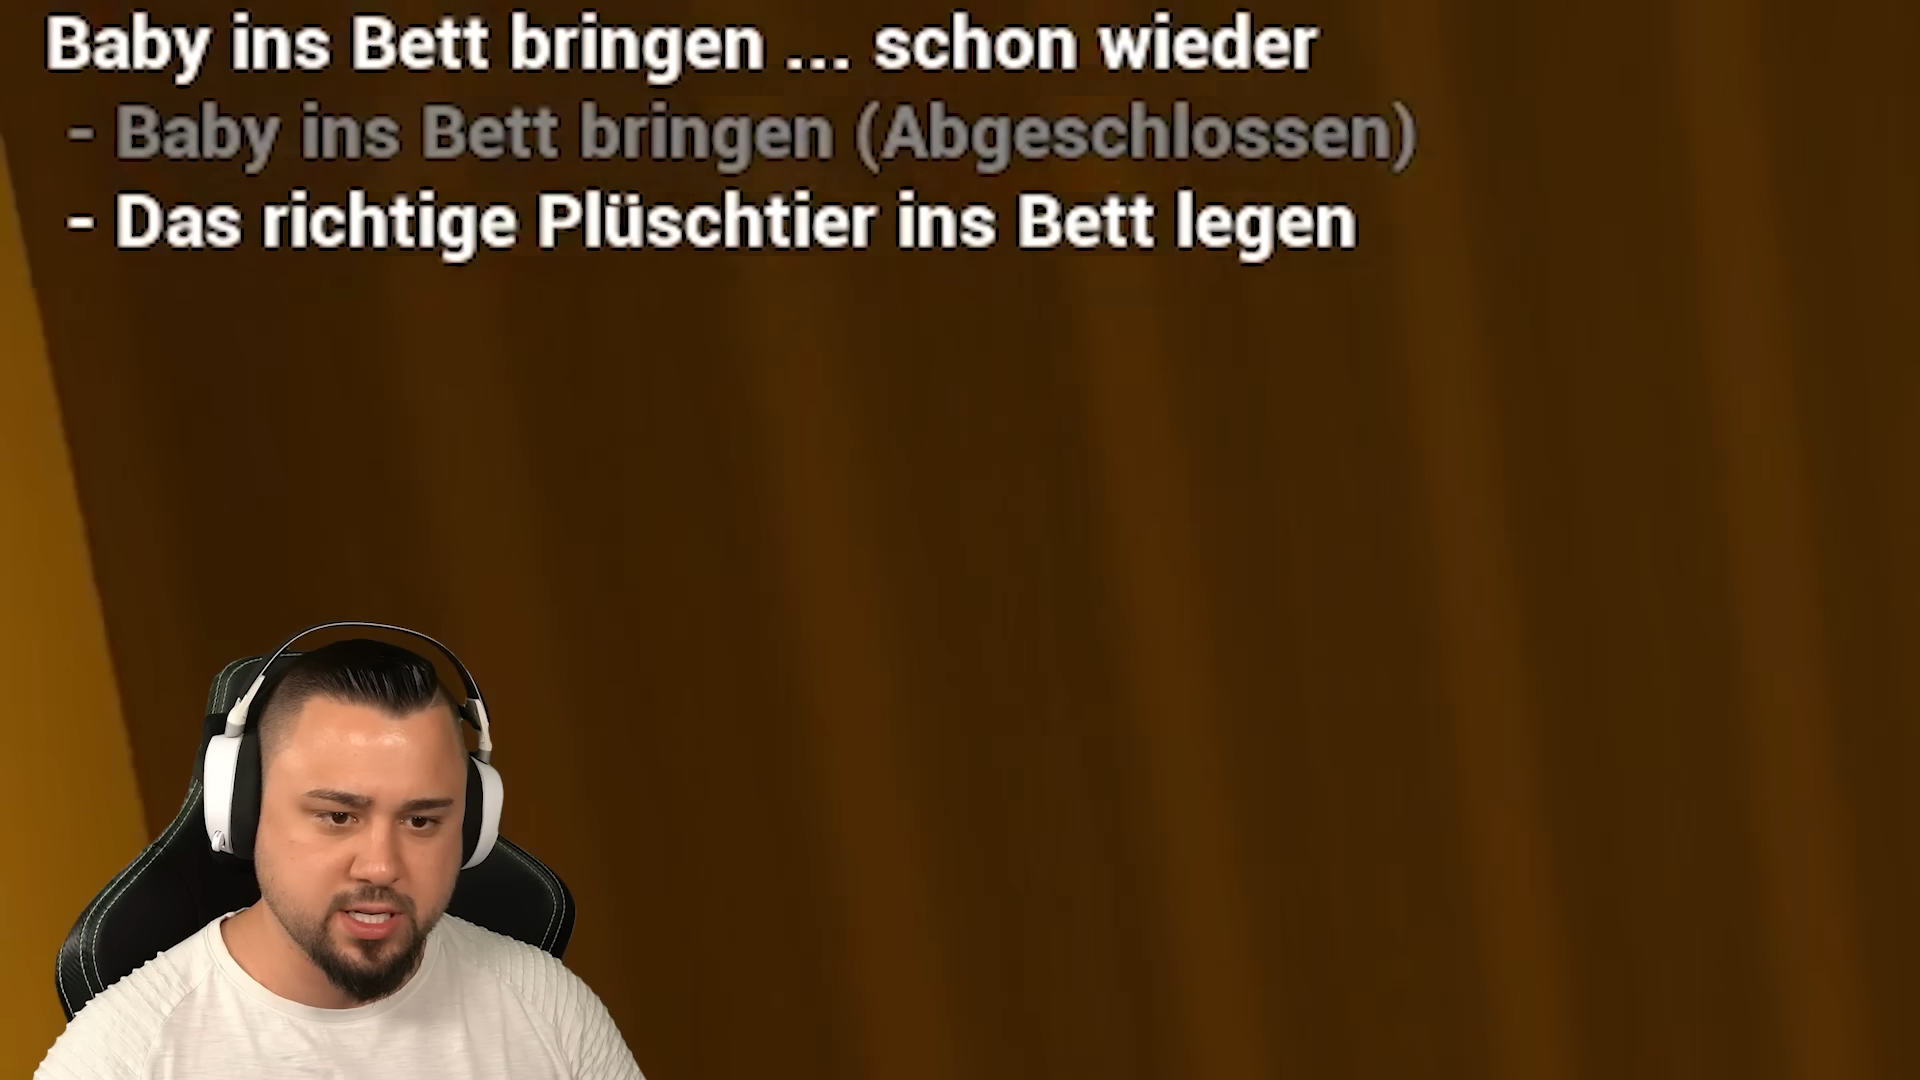 Baby ins Bett bringen ... schon wieder
- Baby ins Bett bringen (Abgeschlossen)
- Das richtige Plüschtier ins Bett legen